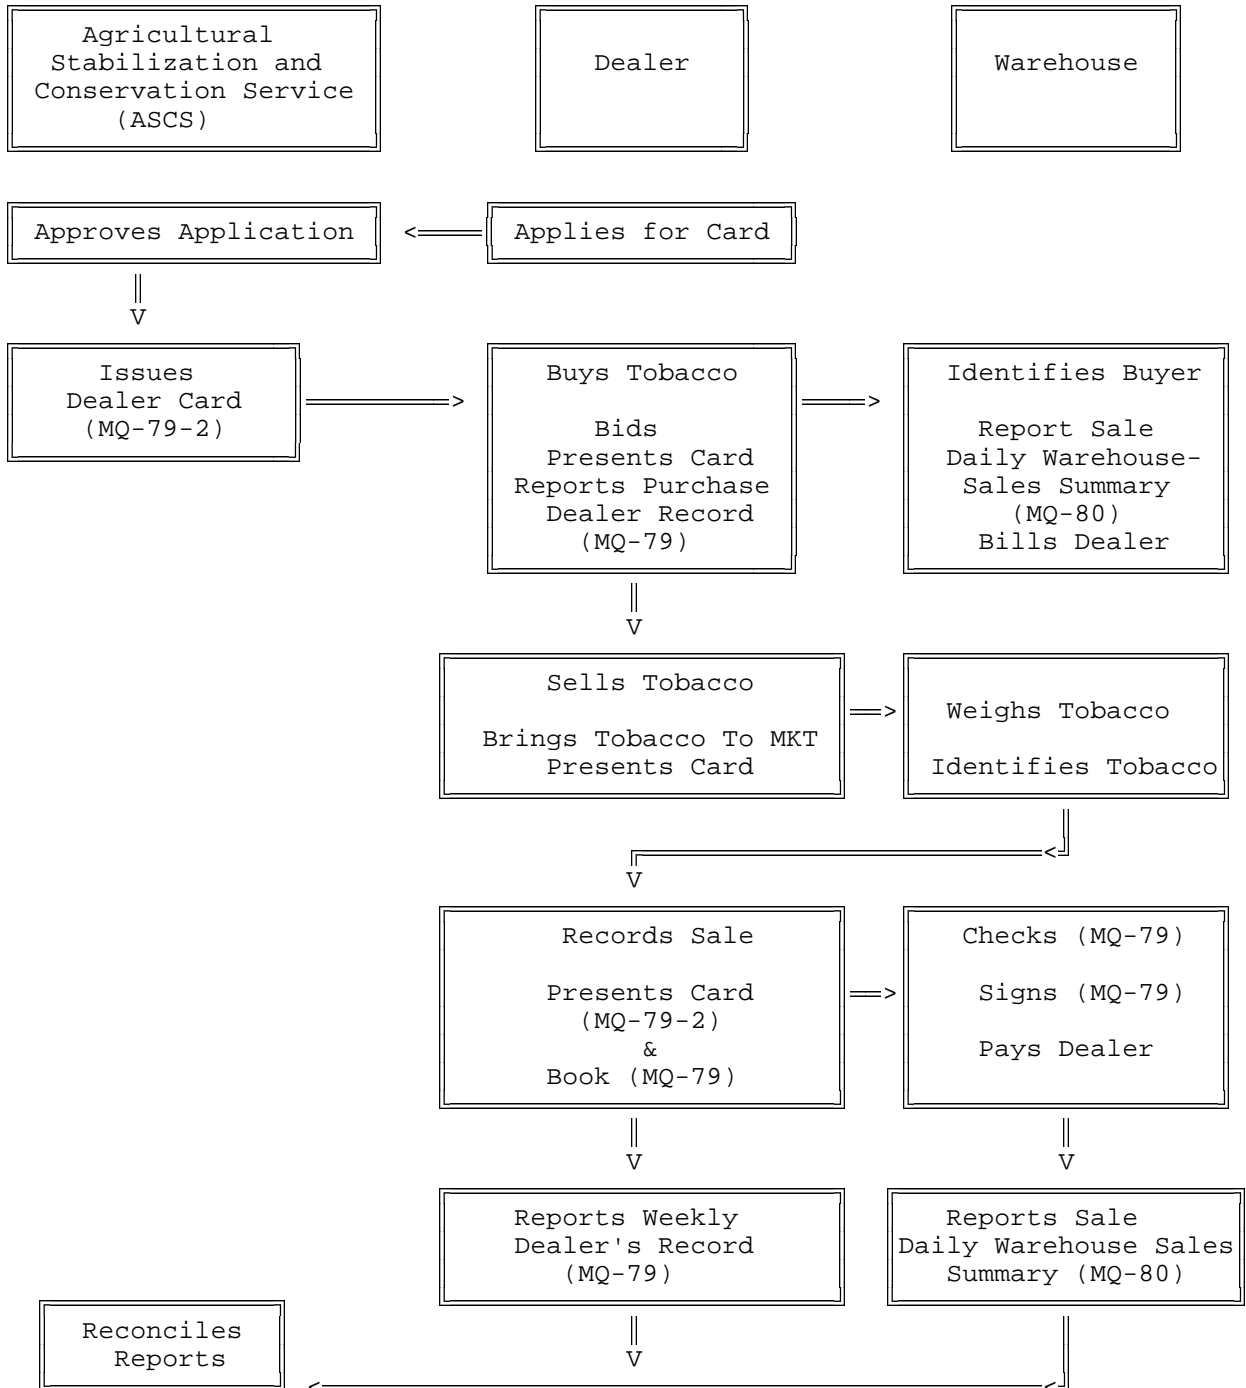 Agricultural
Stabilization and
Conservation Service
(ASCS)
Dealer
Warehouse
Approves Application
Applies for Card
Issues
Dealer Card
(MQ-79-2)
Buys Tobacco
Bids
Presents Card
Reports Purchase
Dealer Record
(MQ-79)
Identifies Buyer
Report Sale
Daily Warehouse-
Sales Summary
(MQ-80)
Bills Dealer
Sells Tobacco
Brings Tobacco To MKT
Presents Card
Weighs Tobacco
Identifies Tobacco
Records Sale
Presents Card
(MQ-79-2)
&
Book (MQ-79)
Checks (MQ-79)
Signs (MQ-79)
Pays Dealer
Reports Weekly
Dealer's Record
(MQ-79)
Reports Sale
Daily Warehouse Sales
Summary (MQ-80)
Reconciles
Reports